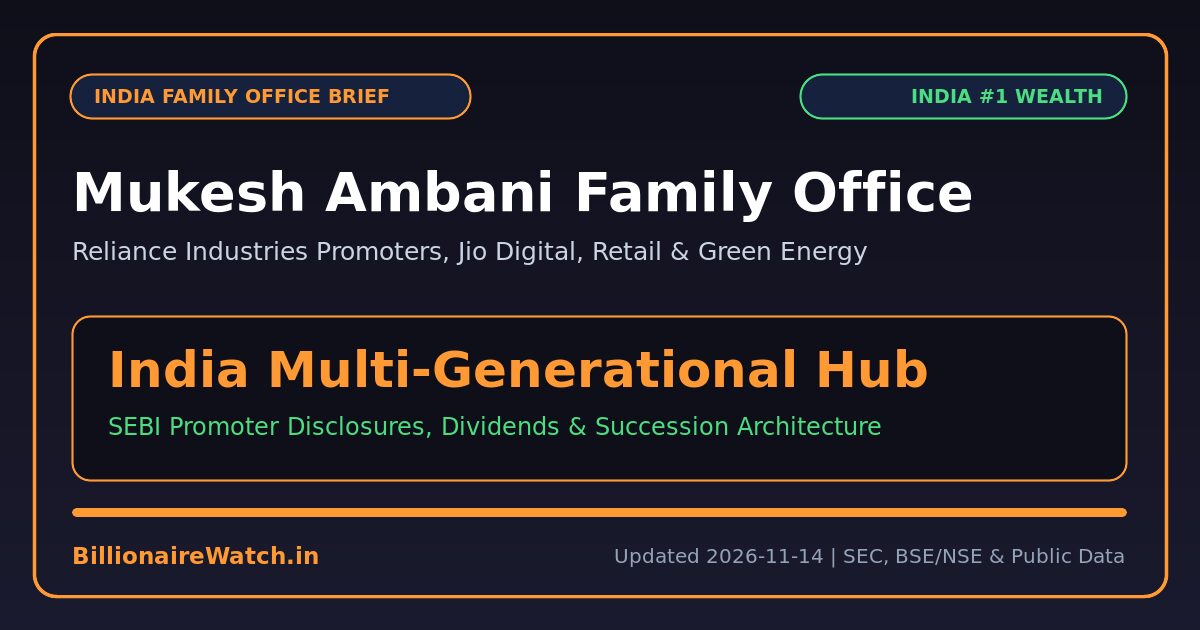 INDIA FAMILY OFFICE BRIEF
INDIA #1 WEALTH
Mukesh Ambani Family Office
Reliance Industries Promoters, Jio Digital, Retail & Green Energy
India Multi-Generational Hub
SEBI Promoter Disclosures, Dividends & Succession Architecture
BillionaireWatch.in
Updated 2026-11-14 | SEC, BSE/NSE & Public Data